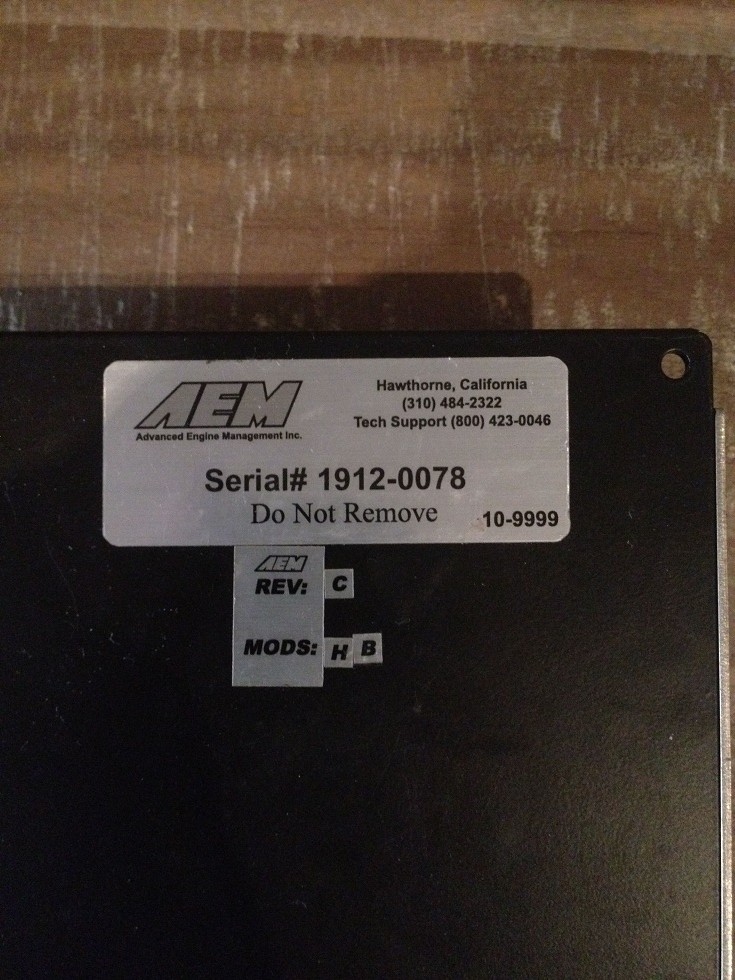 AEM
Advanced Engine Management Inc.
Hawthorne, California
(310) 484-2322
Tech Support (800) 423-0046
Serial# 1912-0078
Do Not Remove
10-9999
AEM
REV: C
MODS: H B